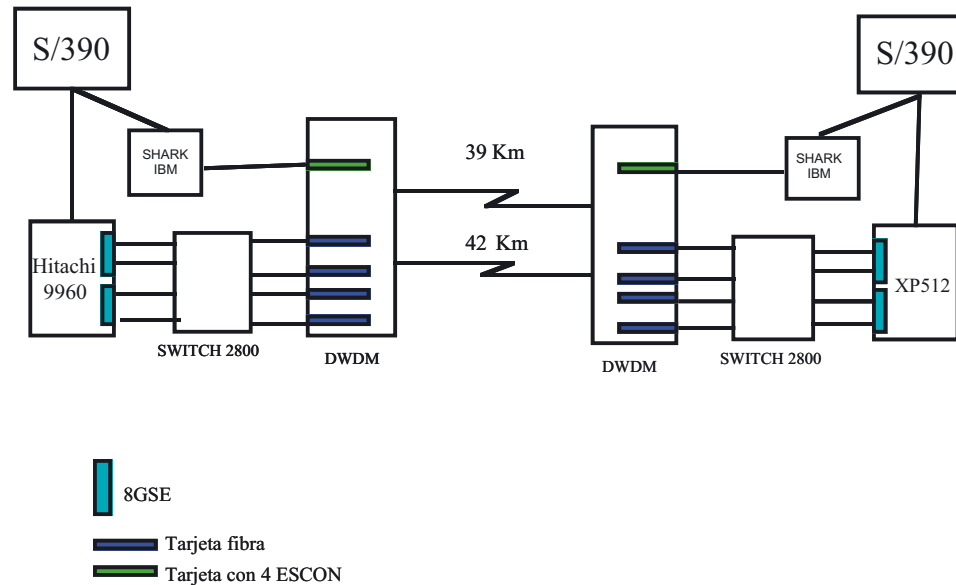 S/390
S/390
SHARK
IBM
39 Km
SHARK
IBM
Hitachi
9960
42 Km
XP512
SWITCH 2800
DWDM
DWDM
SWITCH 2800
8GSE
Tarjeta fibra
Tarjeta con 4 ESCON